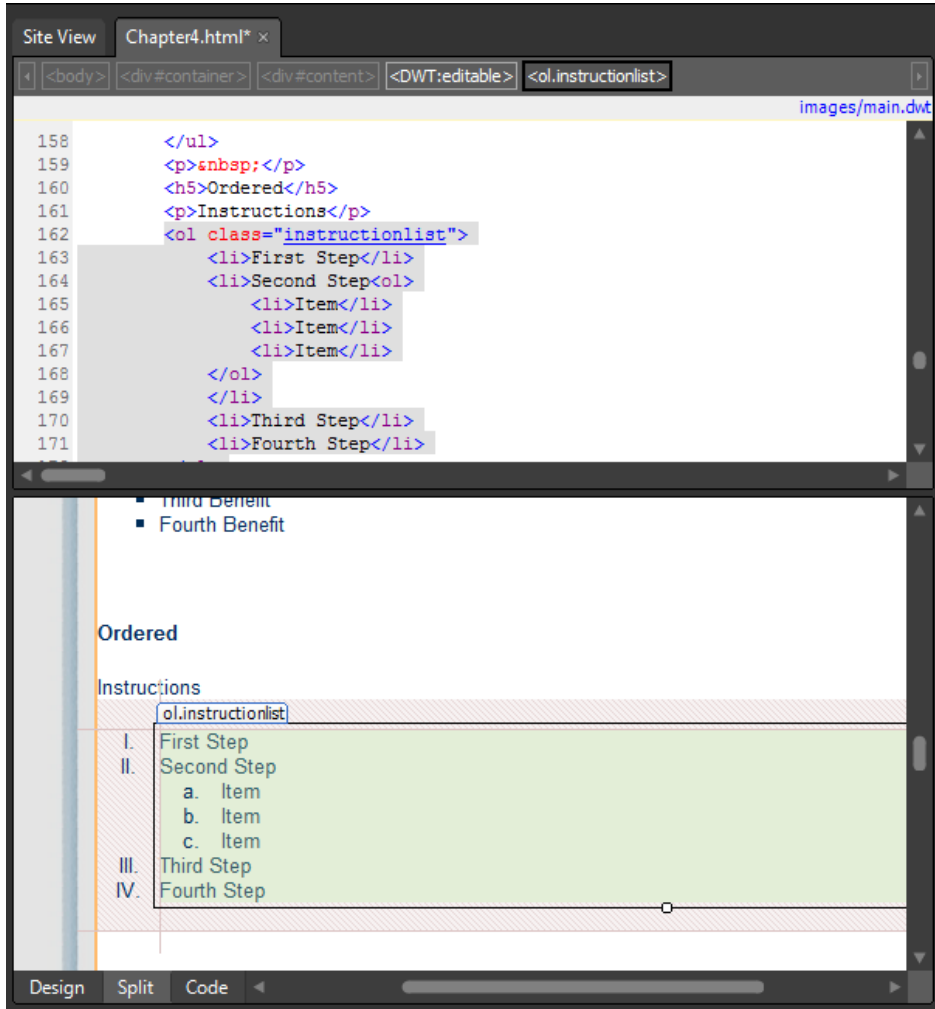 Site View Chapter4.html* ×
<body> <div#container> <div#content> <DWT:editable> <ol.instructionlist>
images/main.dwt
158 </ul>
159 <p>&nbsp;</p>
160 <h5>Ordered</h5>
161 <p>Instructions</p>
162 <ol class="instructionlist">
163 <li>First Step</li>
164 <li>Second Step<ol>
165 <li>Item</li>
166 <li>Item</li>
167 <li>Item</li>
168 </ol>
169 </li>
170 <li>Third Step</li>
171 <li>Fourth Step</li>
Third Benefit
Fourth Benefit
Ordered
Instructions
ol.instructionlist
I. First Step
II. Second Step
a. Item
b. Item
c. Item
III. Third Step
IV. Fourth Step
Design Split Code